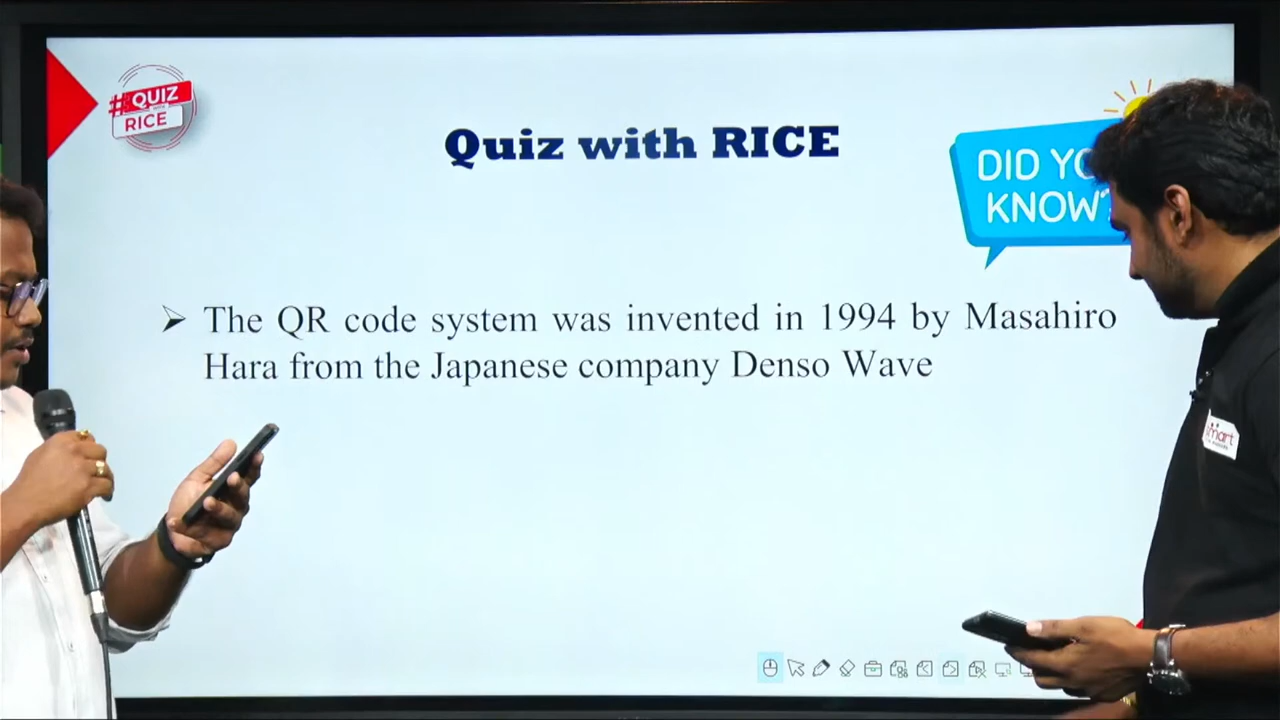 #QUIZ
RICE
Quiz with RICE
DID
KNOW?
➢ The QR code system was invented in 1994 by Masahiro
Hara from the Japanese company Denso Wave